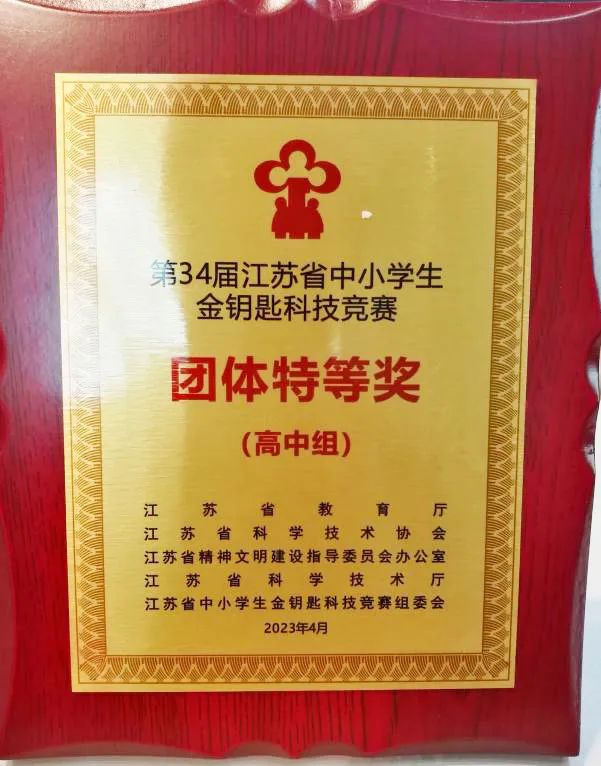 第34届江苏省中小学生
金钥匙科技竞赛
团体特等奖
（高中组）
江苏省教育厅
江苏省科学技术协会
江苏省精神文明建设指导委员会办公室
江苏省科学技术厅
江苏省中小学生金钥匙科技竞赛组委会
2023年4月